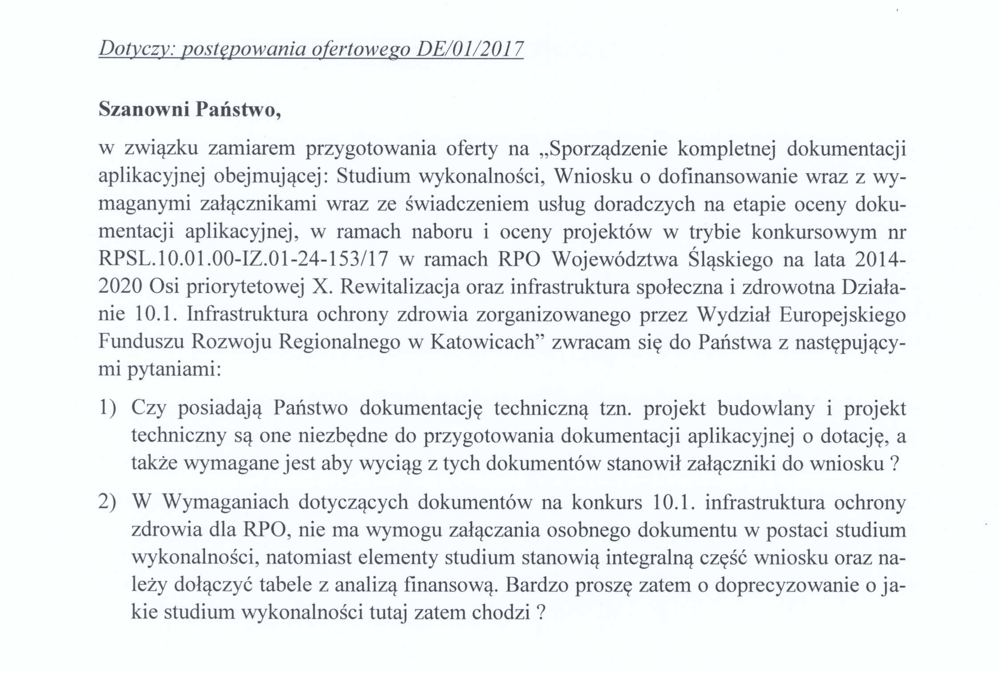 Dotyczy: postępowania ofertowego DE/01/2017
Szanowni Państwo,
w związku zamiarem przygotowania oferty na „Sporządzenie kompletnej dokumentacji
aplikacyjnej obejmującej: Studium wykonalności, Wniosku o dofinansowanie wraz z wy-
maganymi załącznikami wraz ze świadczeniem usług doradczych na etapie oceny doku-
mentacji aplikacyjnej, w ramach naboru i oceny projektów w trybie konkursowym nr
RPSL.10.01.00-IZ.01-24-153/17 w ramach RPO Województwa Śląskiego na lata 2014-
2020 Osi priorytetowej X. Rewitalizacja oraz infrastruktura społeczna i zdrowotna Działa-
nie 10.1. Infrastruktura ochrony zdrowia zorganizowanego przez Wydział Europejskiego
Funduszu Rozwoju Regionalnego w Katowicach” zwracam się do Państwa z następujący-
mi pytaniami:
1) Czy posiadają Państwo dokumentację techniczną tzn. projekt budowlany i projekt
techniczny są one niezbędne do przygotowania dokumentacji aplikacyjnej o dotację, a
także wymagane jest aby wyciąg z tych dokumentów stanowił załączniki do wniosku ?
2) W Wymaganiach dotyczących dokumentów na konkurs 10.1. infrastruktura ochrony
zdrowia dla RPO, nie ma wymogu załączania osobnego dokumentu w postaci studium
wykonalności, natomiast elementy studium stanowią integralną część wniosku oraz na-
leży dołączyć tabele z analizą finansową. Bardzo proszę zatem o doprecyzowanie o ja-
kie studium wykonalności tutaj zatem chodzi ?